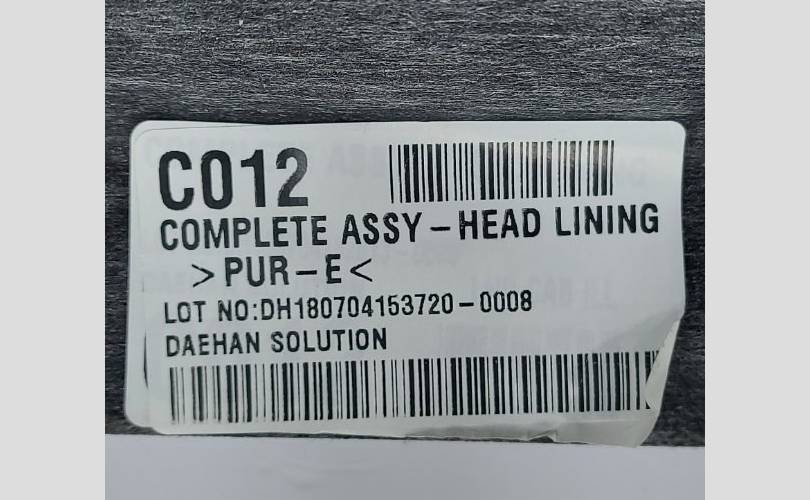 C012
COMPLETE ASSY-HEAD LINING
>PUR-E<
LOT NO:DH180704153720-0008
DAEHAN SOLUTION